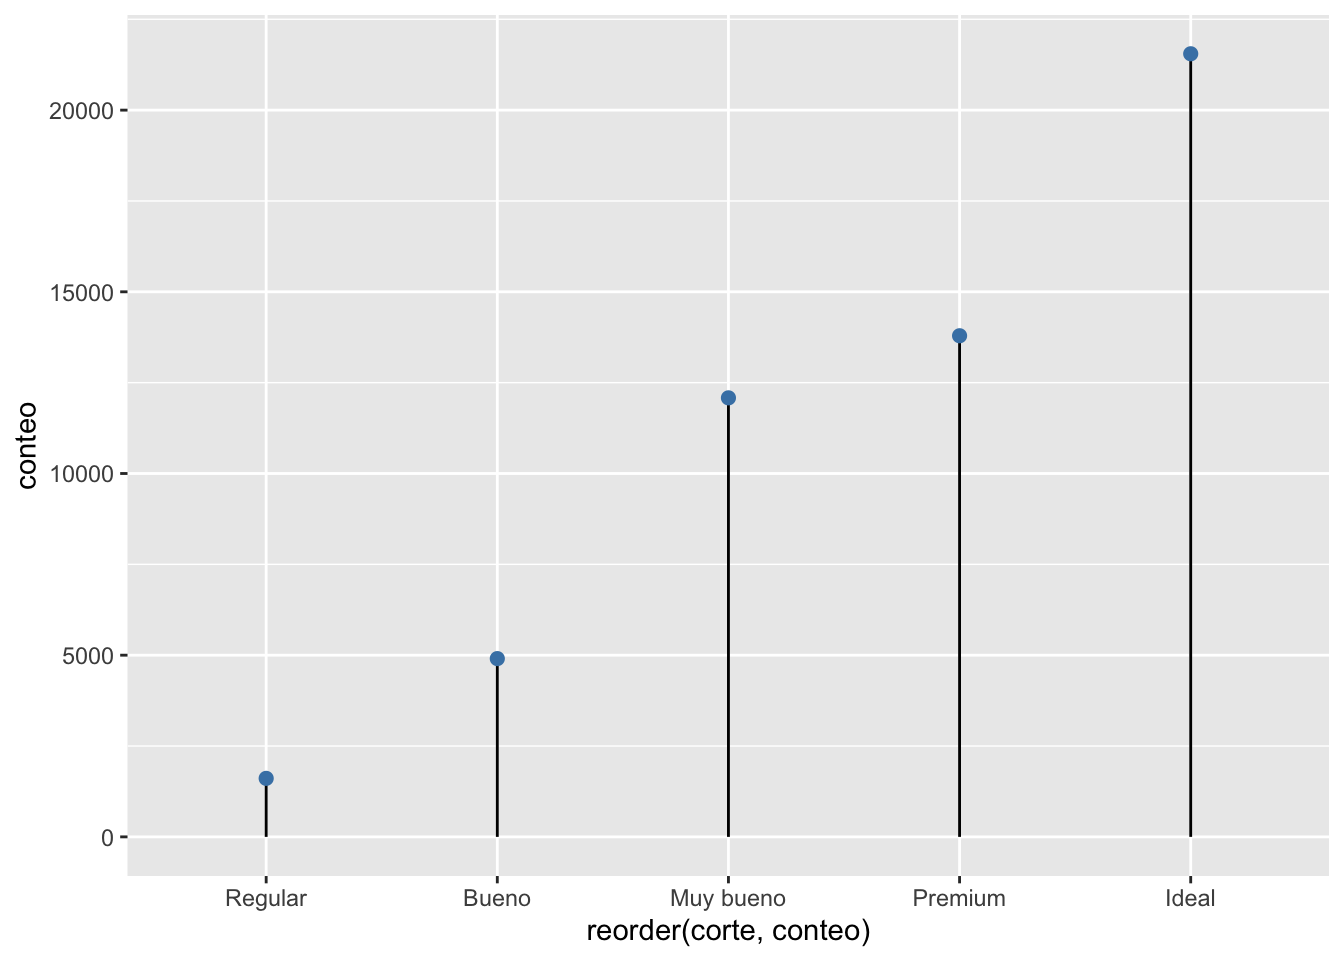 conteo
20000
15000
10000
5000
0
Regular Bueno Muy bueno Premium Ideal
reorder(corte, conteo)